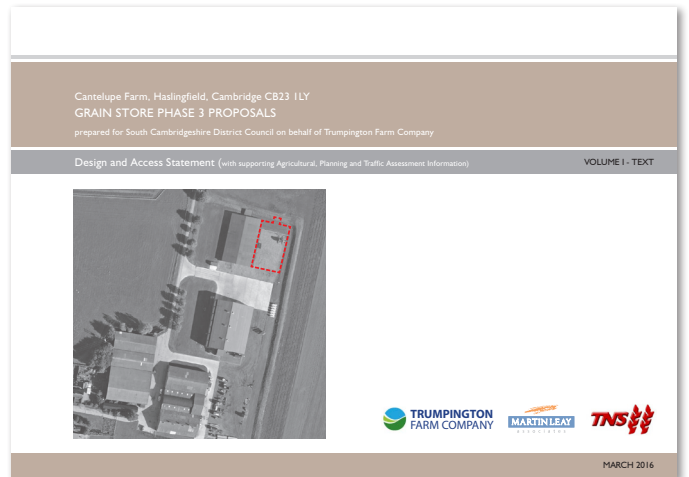 Cantelupe Farm, Haslingfield, Cambridge CB23 1LY
GRAIN STORE PHASE 3 PROPOSALS
prepared for South Cambridgeshire District Council on behalf of Trumpington Farm Company
Design and Access Statement (with supporting Agricultural, Planning and Traffic Assessment Information)
VOLUME I - TEXT
TRUMPINGTON
FARM COMPANY
MARTIN LEAY
ASSOCIATES
TNS
MARCH 2016